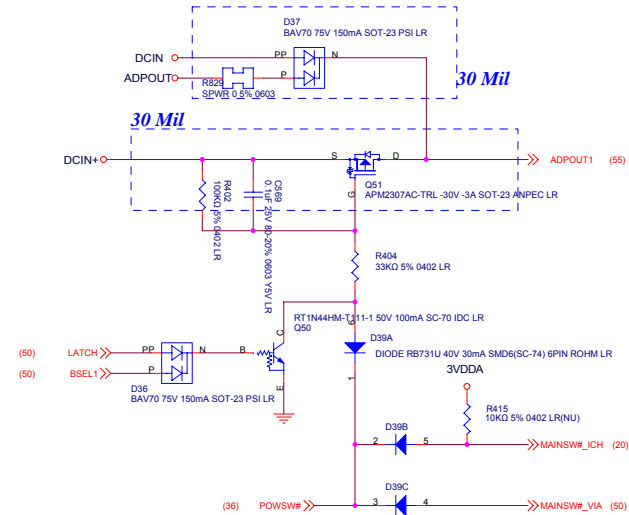 D37
BAV70 75V 150mA SOT-23 PSI LR
DCIN
PP
N
ADPOUT
P
R829
SPWR 0 5% 0603
30 Mil
30 Mil
DCIN+
S
D
ADPOUT1
(55)
G
Q51
APM2307AC-TRL -30V -3A SOT-23 ANPEC LR
R402
100KΩ 5% 0402 LR
C569
0.1uF 25V 80-20% 0603 Y5V LR
R404
33KΩ 5% 0402 LR
RT1N44HM-T111-1 50V 100mA SC-70 IDC LR
Q50
C
6
D39A
DIODE RB731U 40V 30mA SMD6(SC-74) 6PIN ROHM LR
(50)
LATCH
PP
N
B
(50)
BSEL1
P
E
1
D36
BAV70 75V 150mA SOT-23 PSI LR
3VDDA
R415
10KΩ 5% 0402 LR(NU)
D39B
2
5
MAINSW#_ICH
(20)
D39C
(36)
POWSW#
3
4
MAINSW#_VIA
(50)